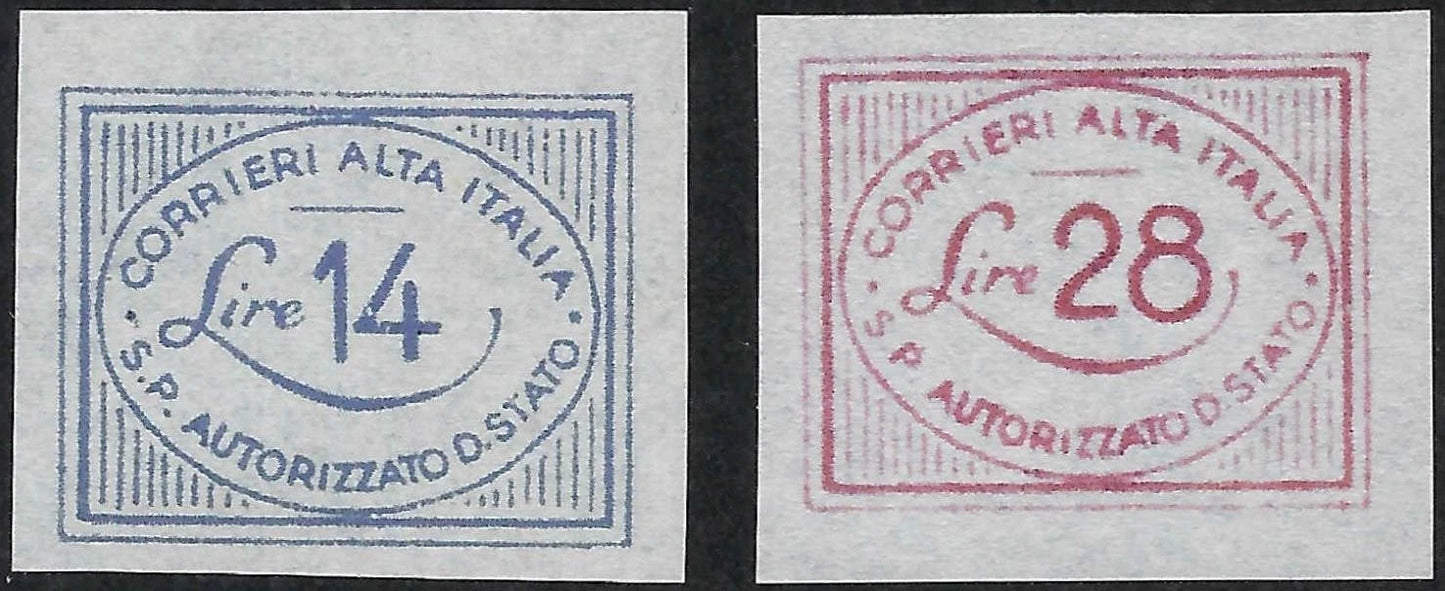 · CORRIERI ALTA ITALIA ·
Lire 14
S.P. AUTORIZZATO D. STATO
· CORRIERI ALTA ITALIA ·
Lire 28
S.P. AUTORIZZATO D. STATO